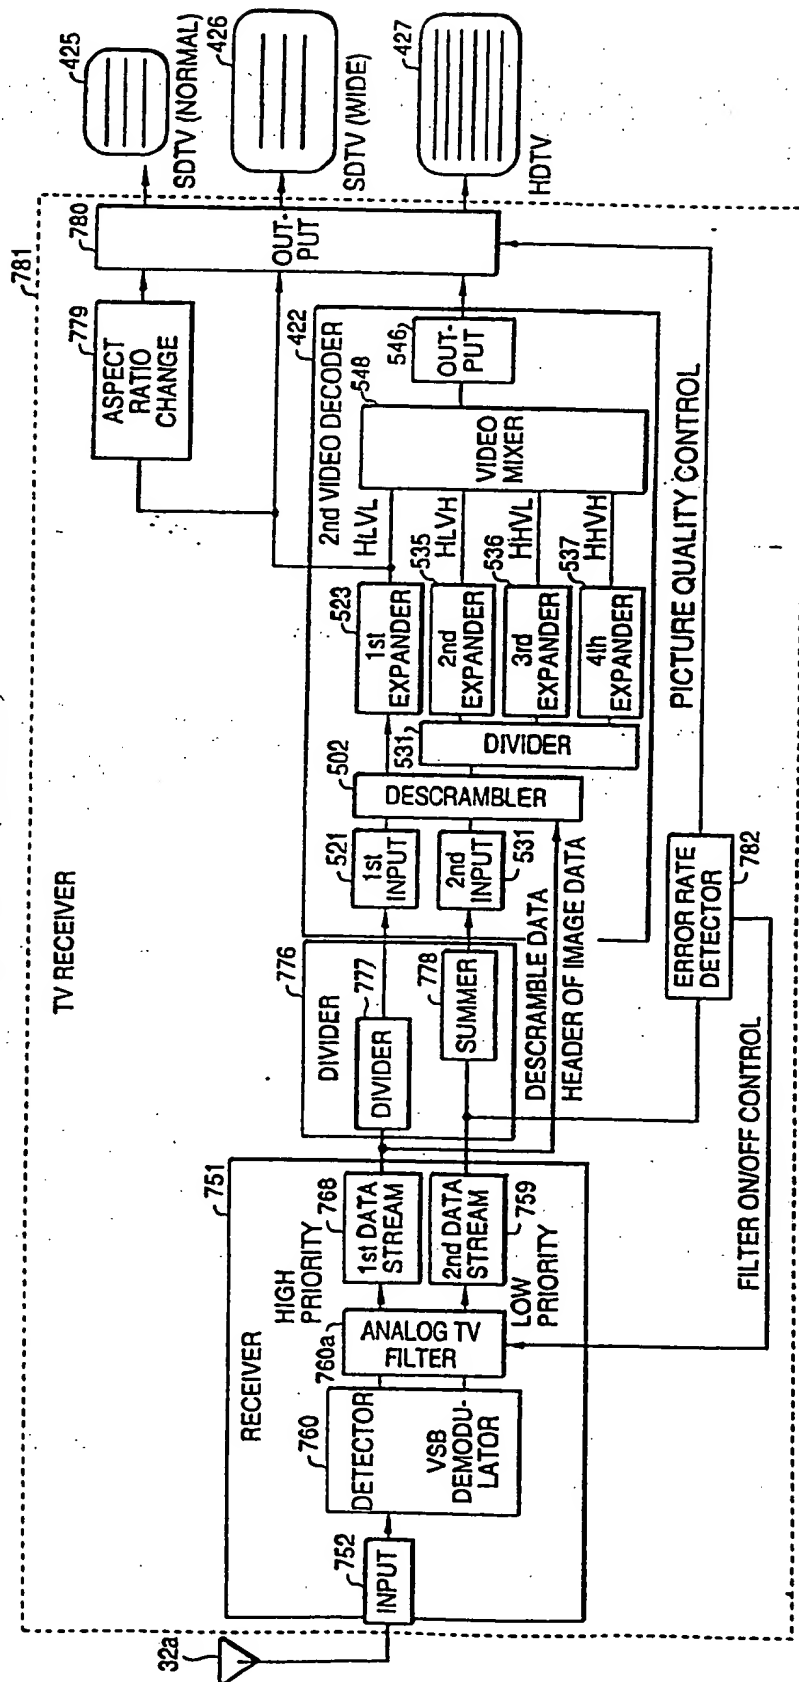 TV RECEIVER
781
32a
RECEIVER
751
INPUT
752
DETECTOR
760
VSB
DEMODU-
LATOR
ANALOG TV
FILTER
760a
HIGH
PRIORITY
1st DATA
STREAM
768
LOW
PRIORITY
2nd DATA
STREAM
759
DIVIDER
776
DIVIDER
777
SUMMER
778
DESCRAMBLE DATA
HEADER OF IMAGE DATA
FILTER ON/OFF CONTROL
ERROR RATE
DETECTOR
782
PICTURE QUALITY CONTROL
2nd VIDEO DECODER
422
1st
INPUT
521
2nd
INPUT
531
DESCRAMBLER
502
DIVIDER
531
1st
EXPANDER
523
2nd
EXPANDER
535
3rd
EXPANDER
536
4th
EXPANDER
537
HLVL
HLVH
HHVL
HHVH
VIDEO
MIXER
548
OUT-
PUT
546
ASPECT
RATIO
CHANGE
779
OUT-
PUT
780
425
SDTV (NORMAL)
426
SDTV (WIDE)
427
HDTV